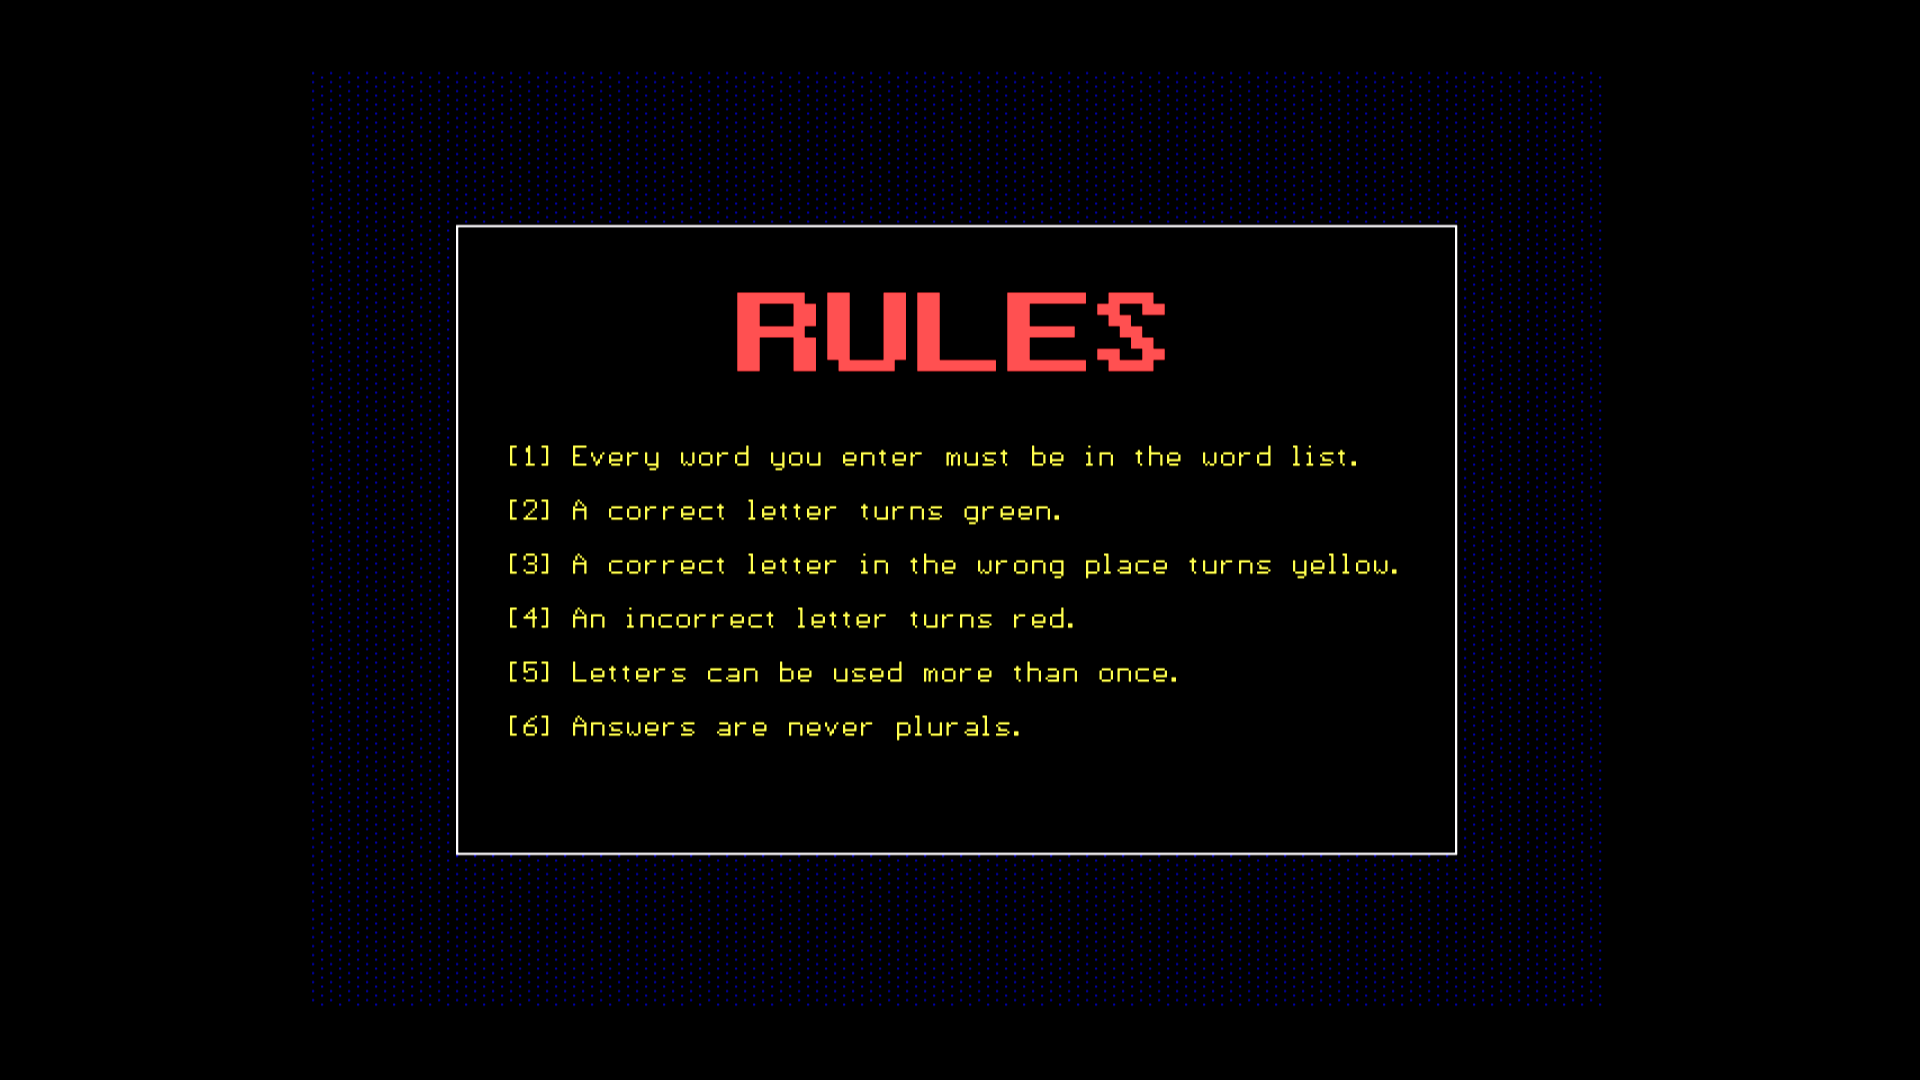 RULES
[1] Every word you enter must be in the word list.
[2] A correct letter turns green.
[3] A correct letter in the wrong place turns yellow.
[4] An incorrect letter turns red.
[5] Letters can be used more than once.
[6] Answers are never plurals.